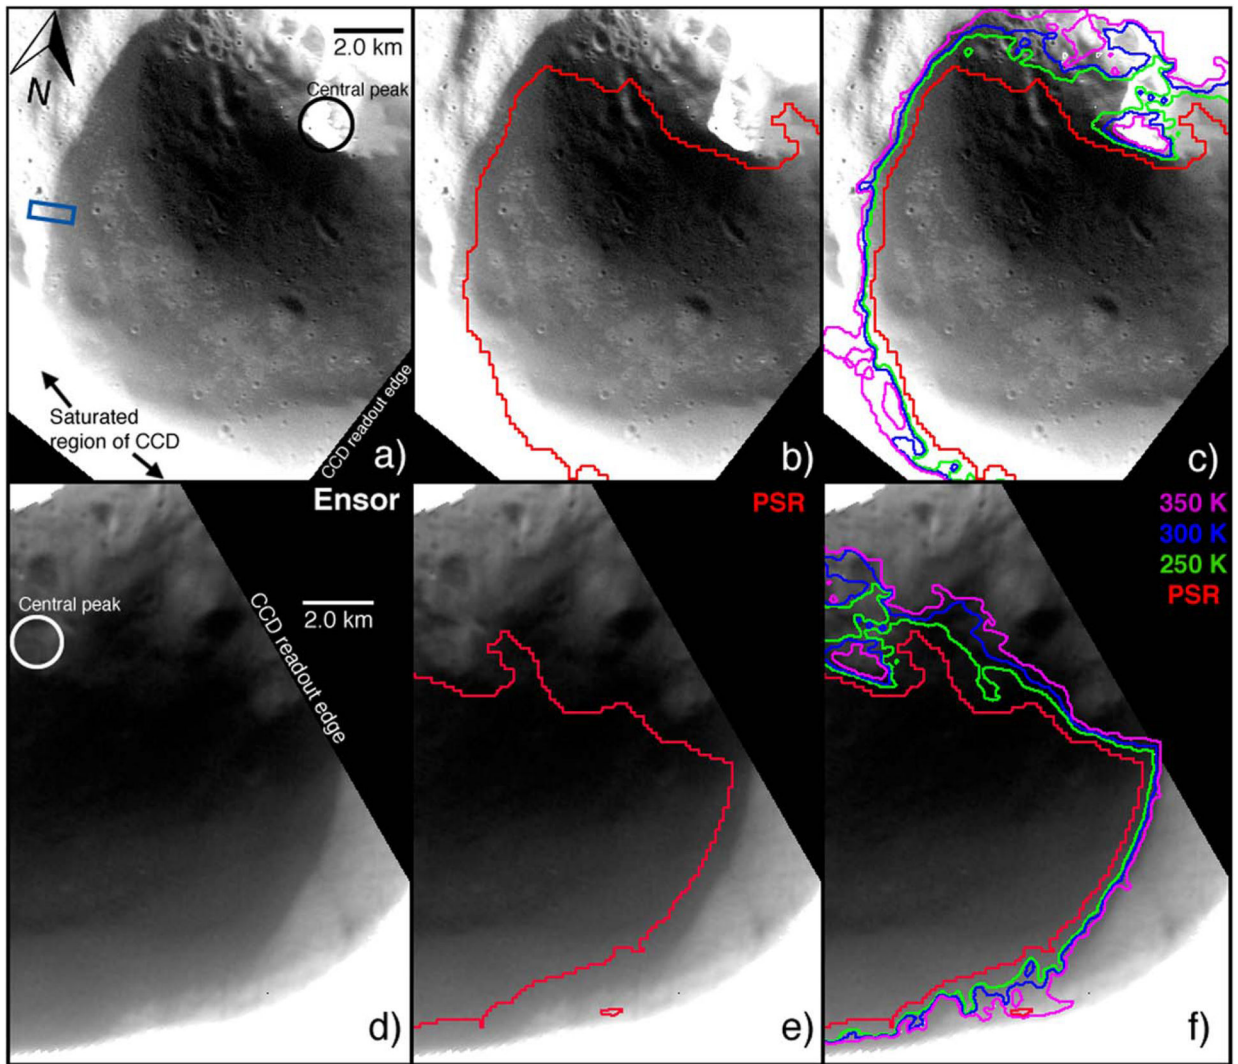 N
2.0 km
Central peak
Saturated
region of CCD
CCD readout edge
a)
b)
c)
Ensor
PSR
350 K
300 K
250 K
PSR
Central peak
2.0 km
CCD readout edge
d)
e)
f)